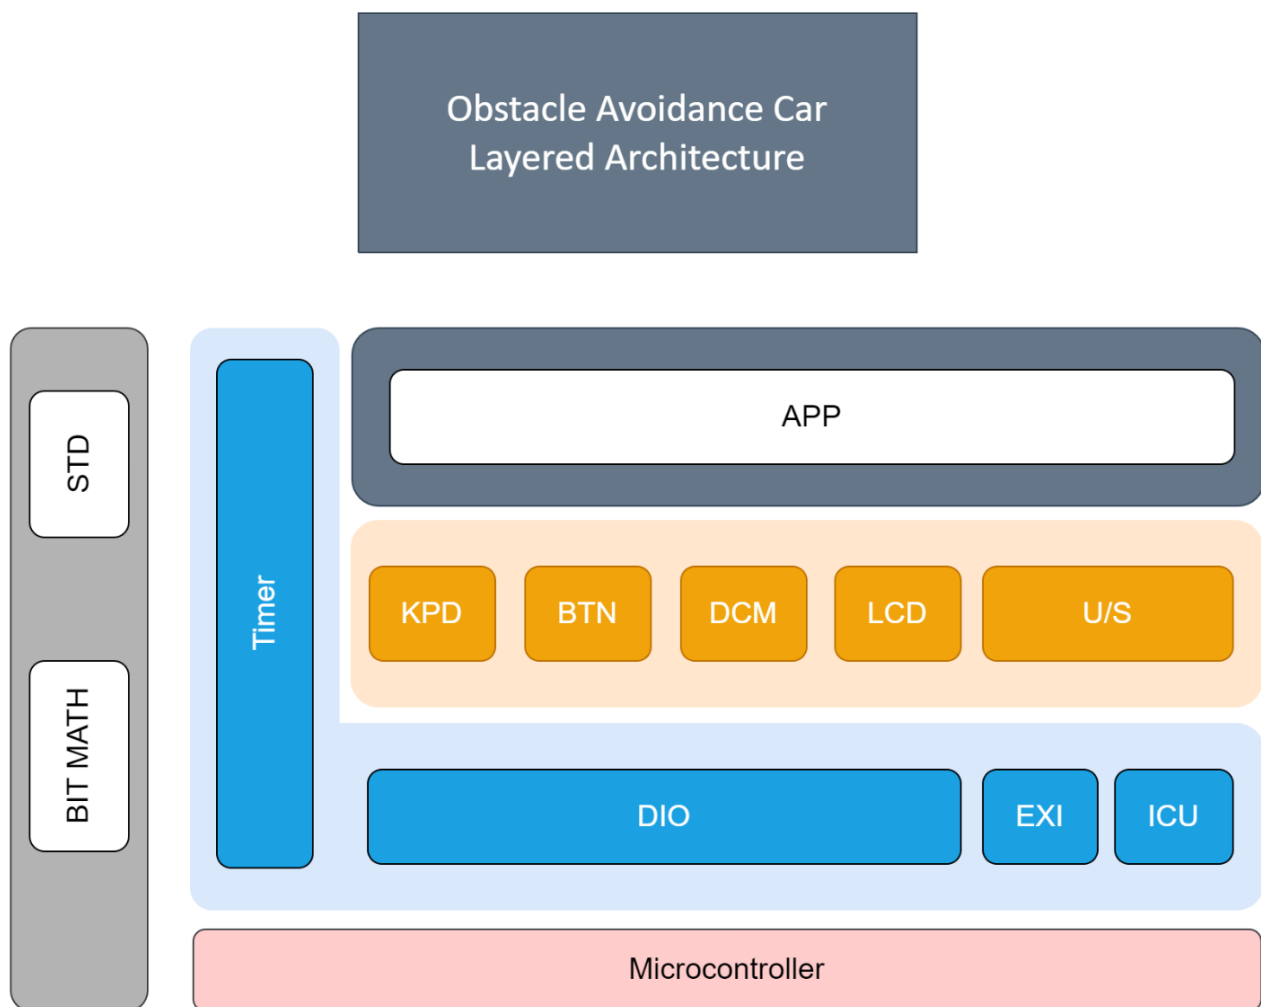 Obstacle Avoidance Car
Layered Architecture
STD
BIT MATH
Timer
APP
KPD
BTN
DCM
LCD
U/S
DIO
EXI
ICU
Microcontroller